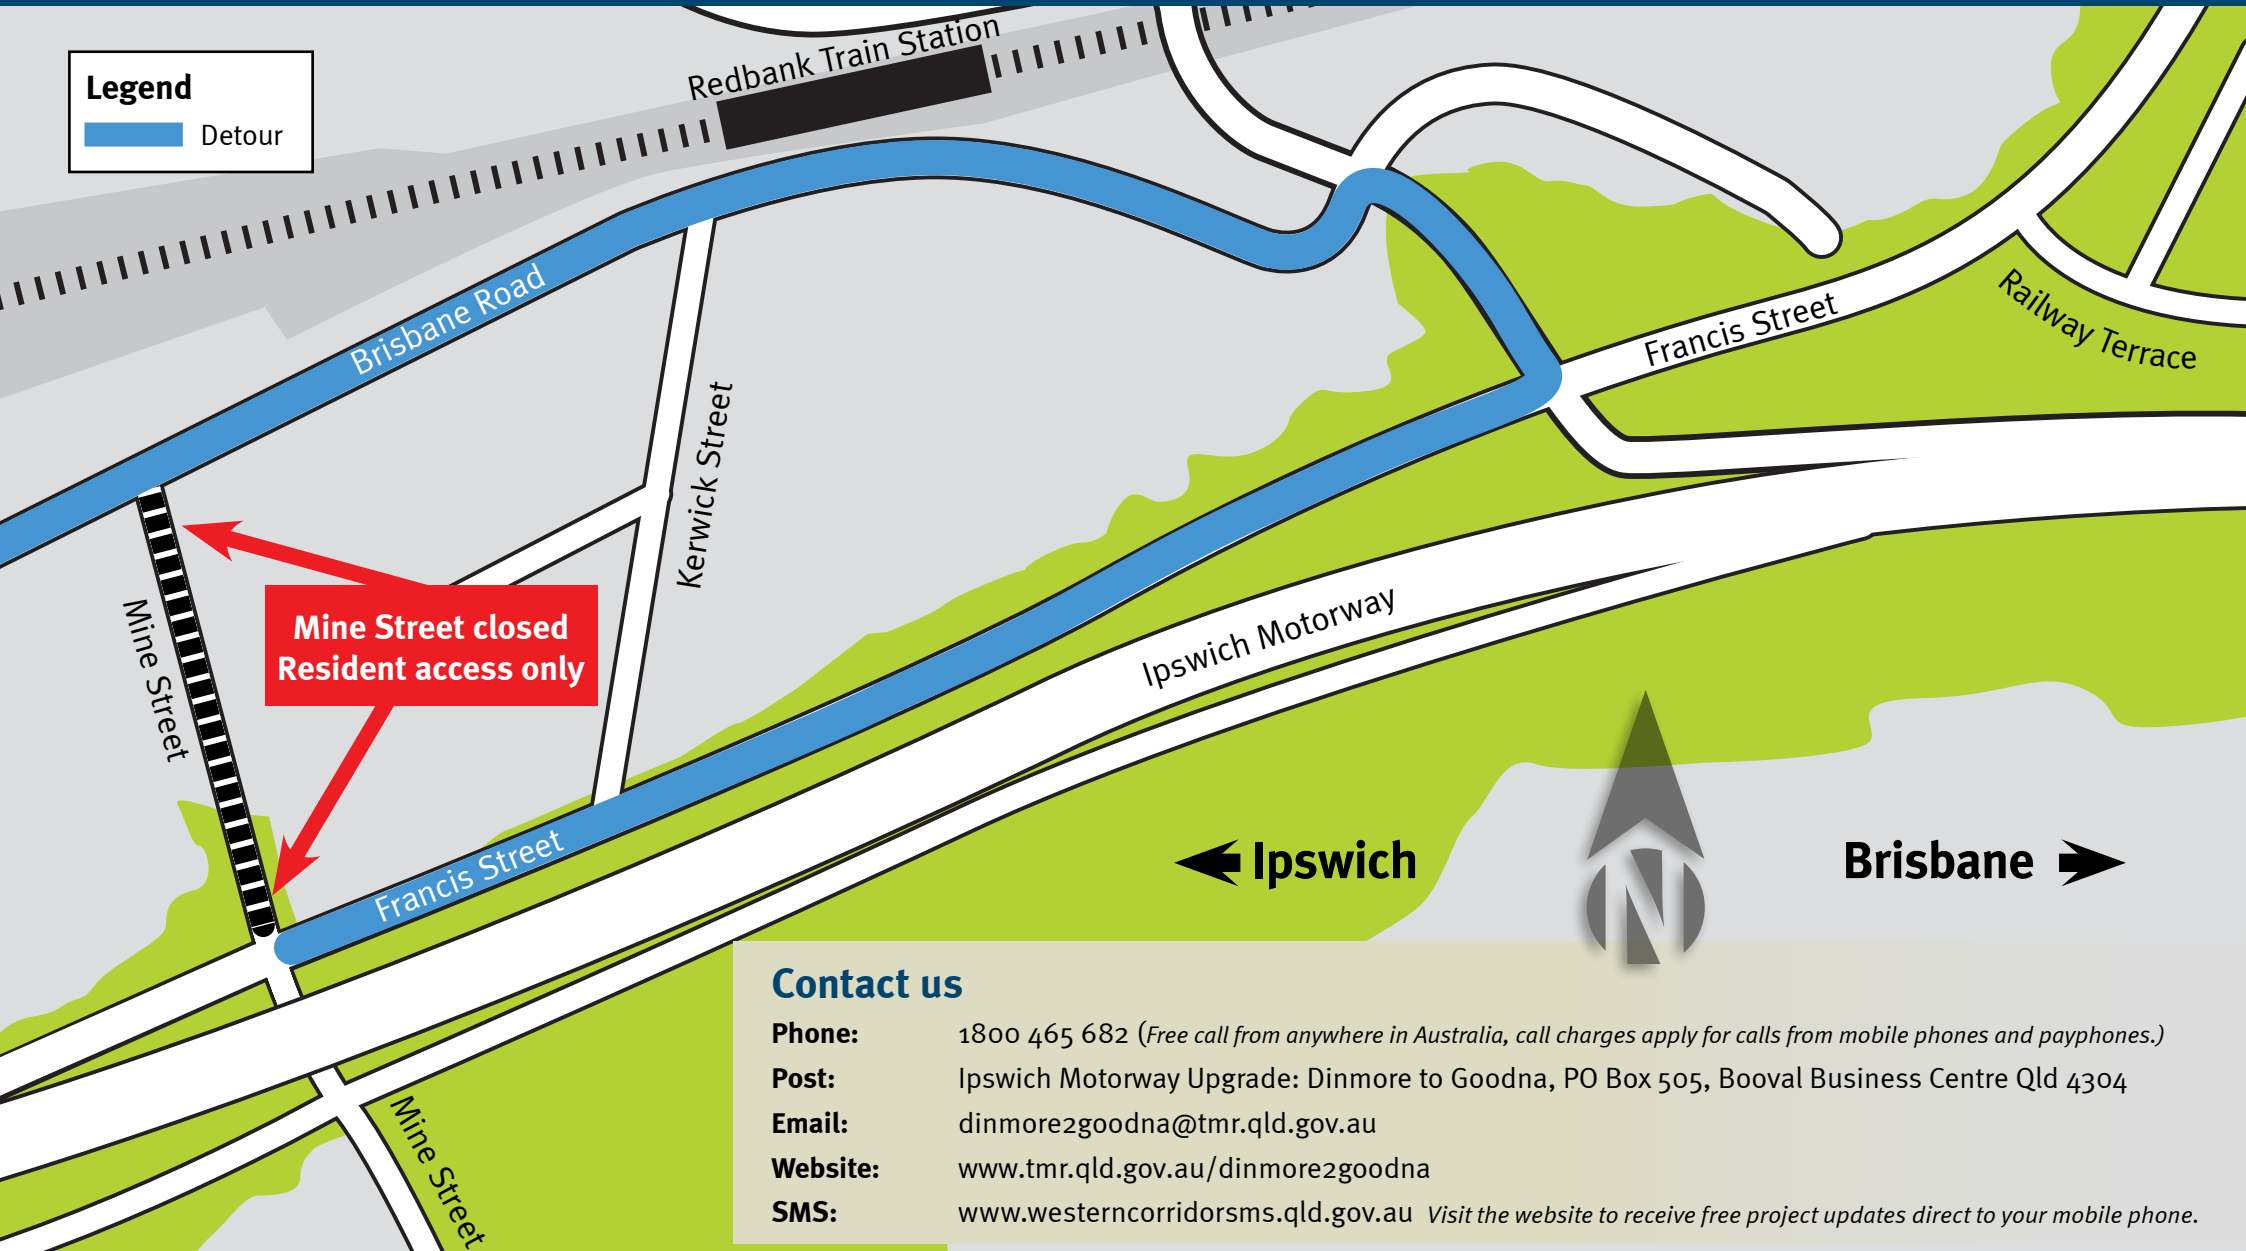 Legend
Detour
Redbank Train Station
Brisbane Road
Kerwick Street
Francis Street
Railway Terrace
Mine Street
Mine Street closed
Resident access only
Ipswich Motorway
Francis Street
Ipswich
N
Brisbane
Mine Street
Contact us
Phone: 1800 465 682 (Free call from anywhere in Australia, call charges apply for calls from mobile phones and payphones.)
Post: Ipswich Motorway Upgrade: Dinmore to Goodna, PO Box 505, Booval Business Centre Qld 4304
Email: dinmore2goodna@tmr.qld.gov.au
Website: www.tmr.qld.gov.au/dinmore2goodna
SMS: www.westerncorridorsms.qld.gov.au Visit the website to receive free project updates direct to your mobile phone.